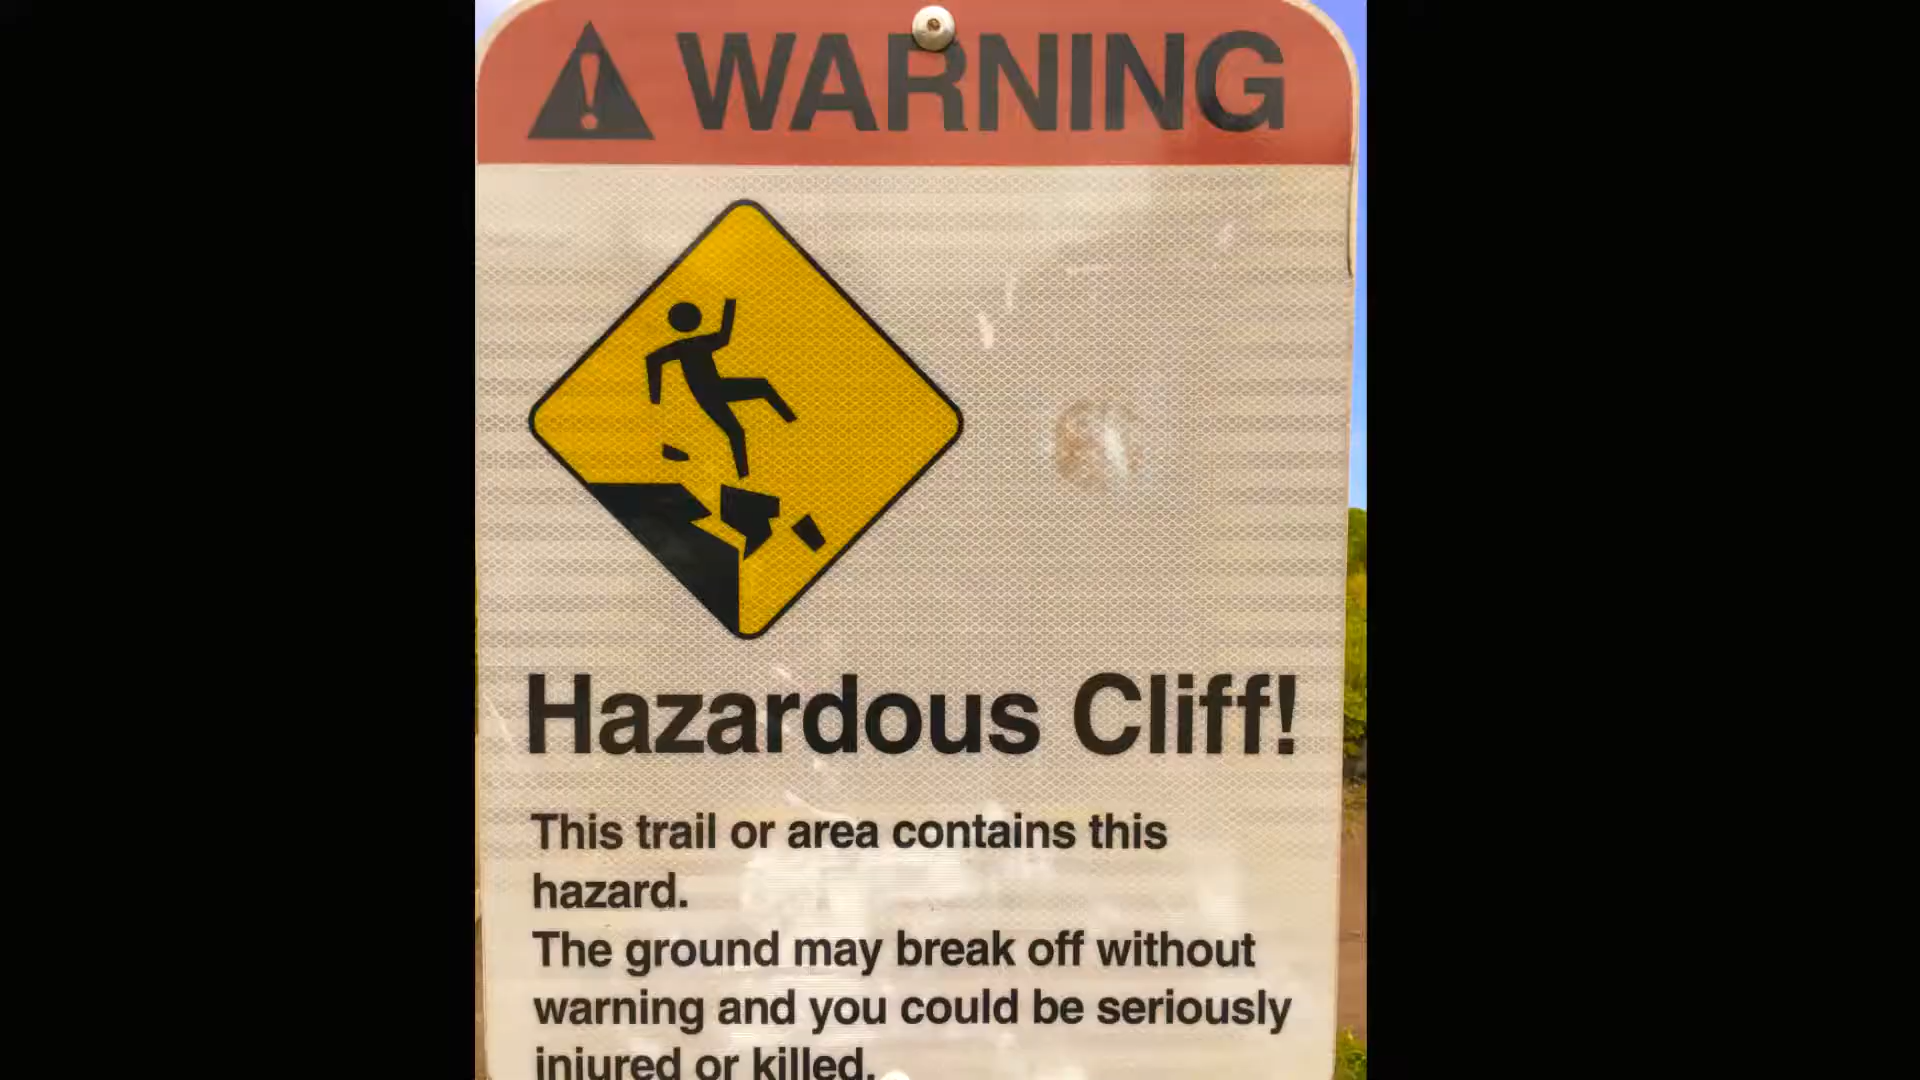 WARNING
Hazardous Cliff!
This trail or area contains this
hazard.
The ground may break off without
warning and you could be seriously
injured or killed.